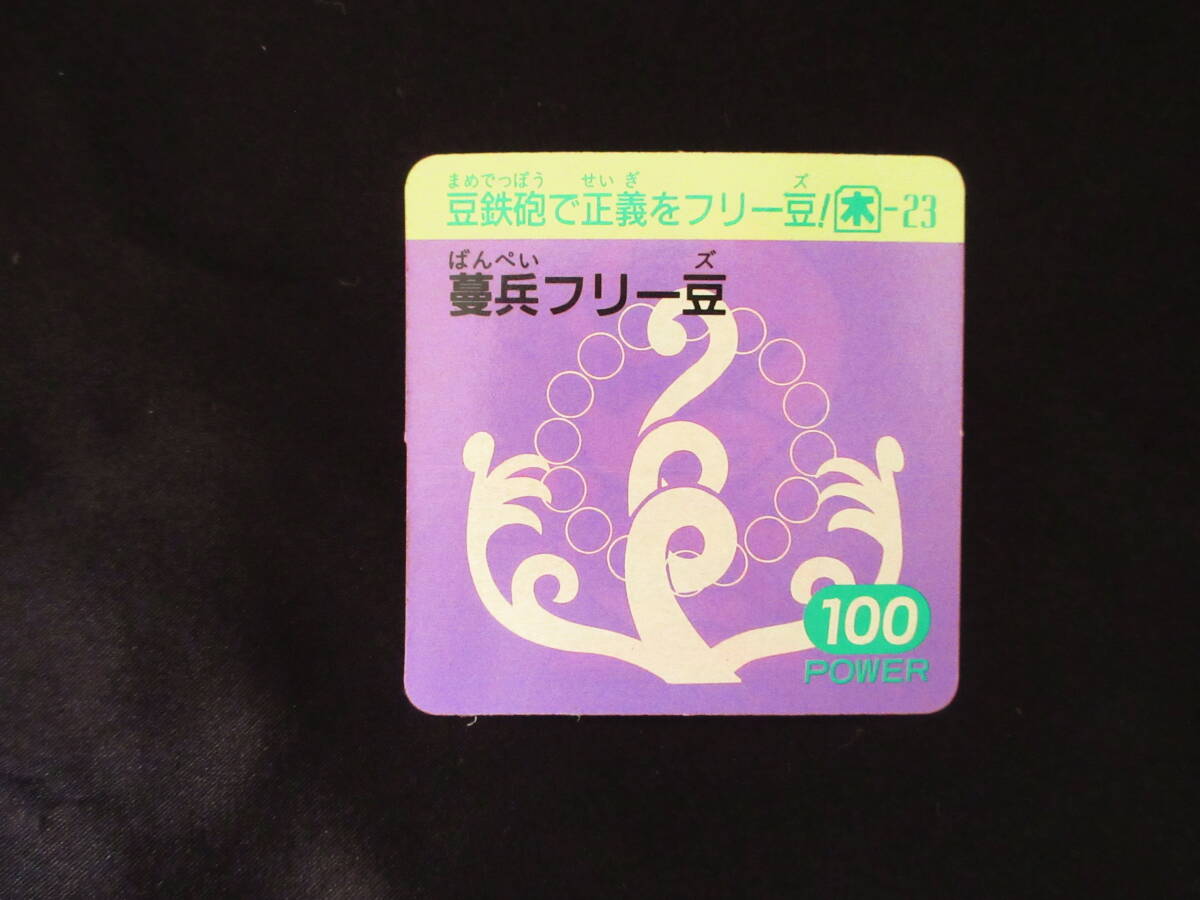 まめでっぽう せいぎ ズ
豆鉄砲で正義をフリー豆! 木-23
ばんぺい ズ
蔓兵フリー豆
100
POWER